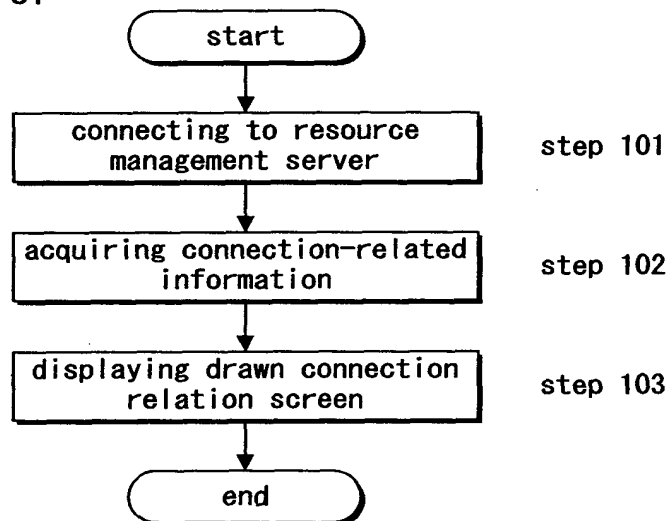 start
connecting to resource
management server
step 101
acquiring connection-related
information
step 102
displaying drawn connection
relation screen
step 103
end